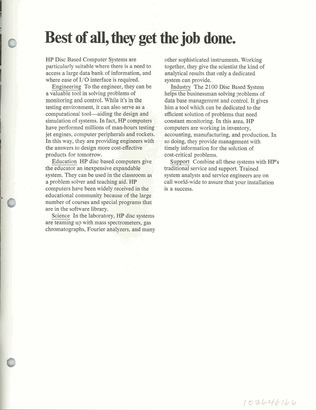 Best of all, they get the job done.
HP Disc Based Computer Systems are
particularly suitable where there is a need to
access a large data bank of information, and
where ease of I/O interface is required.
Engineering To the engineer, they can be
a valuable tool in solving problems of
monitoring and control. While it's in the
testing environment, it can also serve as a
computational tool—aiding the design and
simulation of systems. In fact, HP computers
have performed millions of man-hours testing
jet engines, computer peripherals and rockets.
In this way, they are providing engineers with
the answers to design more cost-effective
products for tomorrow.
Education HP disc based computers give
the educator an inexpensive expandable
system. They can be used in the classroom as
a problem solver and teaching aid. HP
computers have been widely received in the
educational community because of the large
number of courses and special programs that
are in the software library.
Science In the laboratory, HP disc systems
are teaming up with mass spectrometers, gas
chromatographs, Fourier analyzers, and many
other sophisticated instruments. Working
together, they give the scientist the kind of
analytical results that only a dedicated
system can provide.
Industry The 2100 Disc Based System
helps the businessman solving problems of
data base management and control. It gives
him a tool which can be dedicated to the
efficient solution of problems that need
constant monitoring. In this area, HP
computers are working in inventory,
accounting, manufacturing, and production. In
so doing, they provide management with
timely information for the solution of
cost-critical problems.
Support Combine all these systems with HP's
traditional service and support. Trained
system analysts and service engineers are on
call world-wide to assure that your installation
is a success.